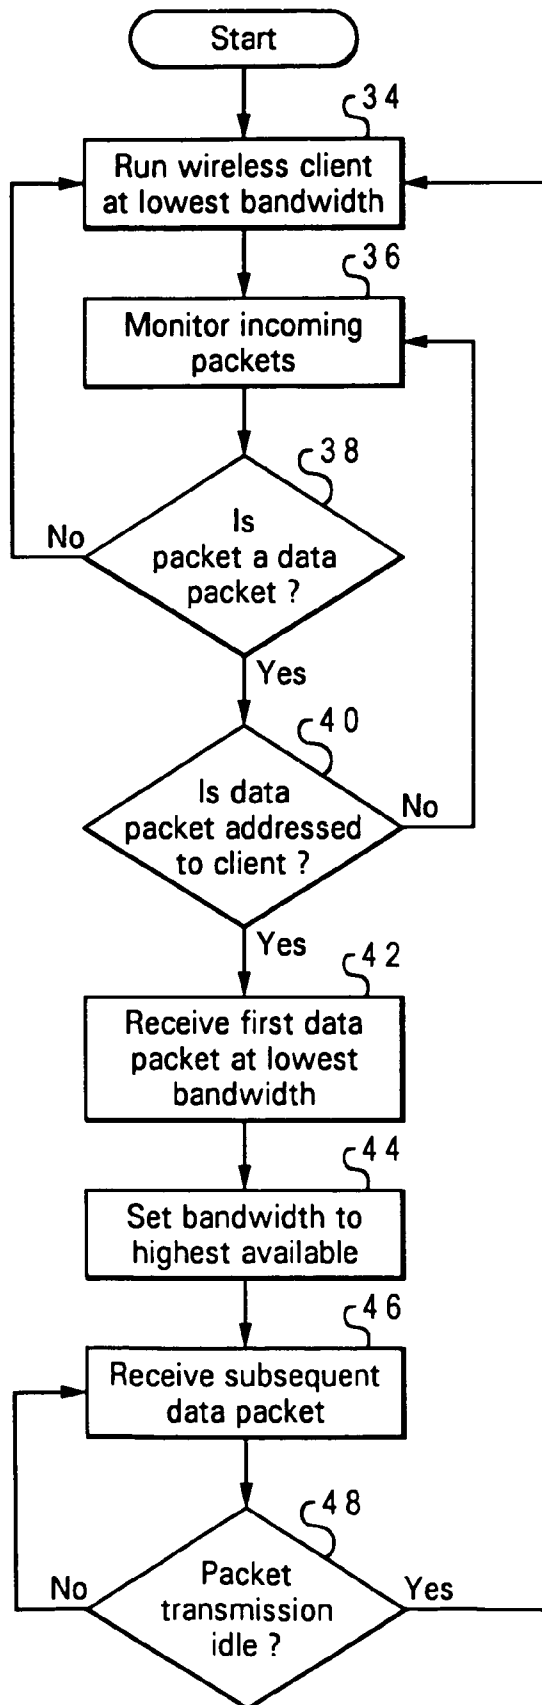 Start
34
Run wireless client
at lowest bandwidth
36
Monitor incoming
packets
38
Is
packet a data
packet ?
No
Yes
40
Is data
packet addressed
to client ?
No
Yes
42
Receive first data
packet at lowest
bandwidth
44
Set bandwidth to
highest available
46
Receive subsequent
data packet
48
Packet
transmission
idle ?
No
Yes